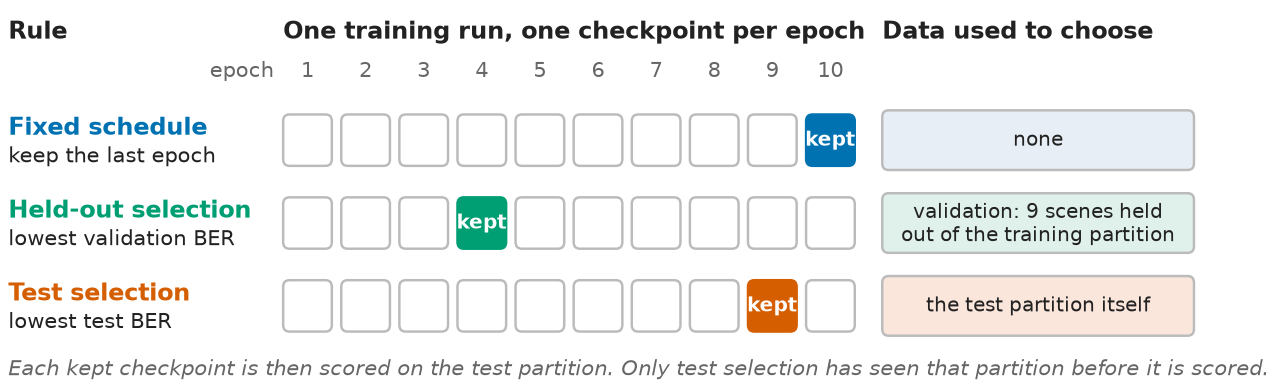 Rule One training run, one checkpoint per epoch Data used to choose
epoch 1 2 3 4 5 6 7 8 9 10
Fixed schedule
keep the last epoch
kept
none
Held-out selection
lowest validation BER
kept
validation: 9 scenes held
out of the training partition
Test selection
lowest test BER
kept
the test partition itself
Each kept checkpoint is then scored on the test partition. Only test selection has seen that partition before it is scored.